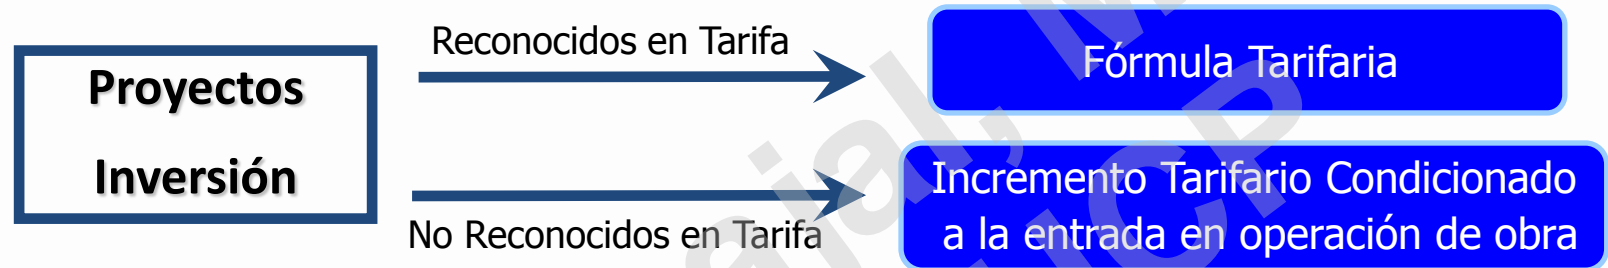 Proyectos
Inversión
Reconocidos en Tarifa
Fórmula Tarifaria
No Reconocidos en Tarifa
Incremento Tarifario Condicionado
a la entrada en operación de obra